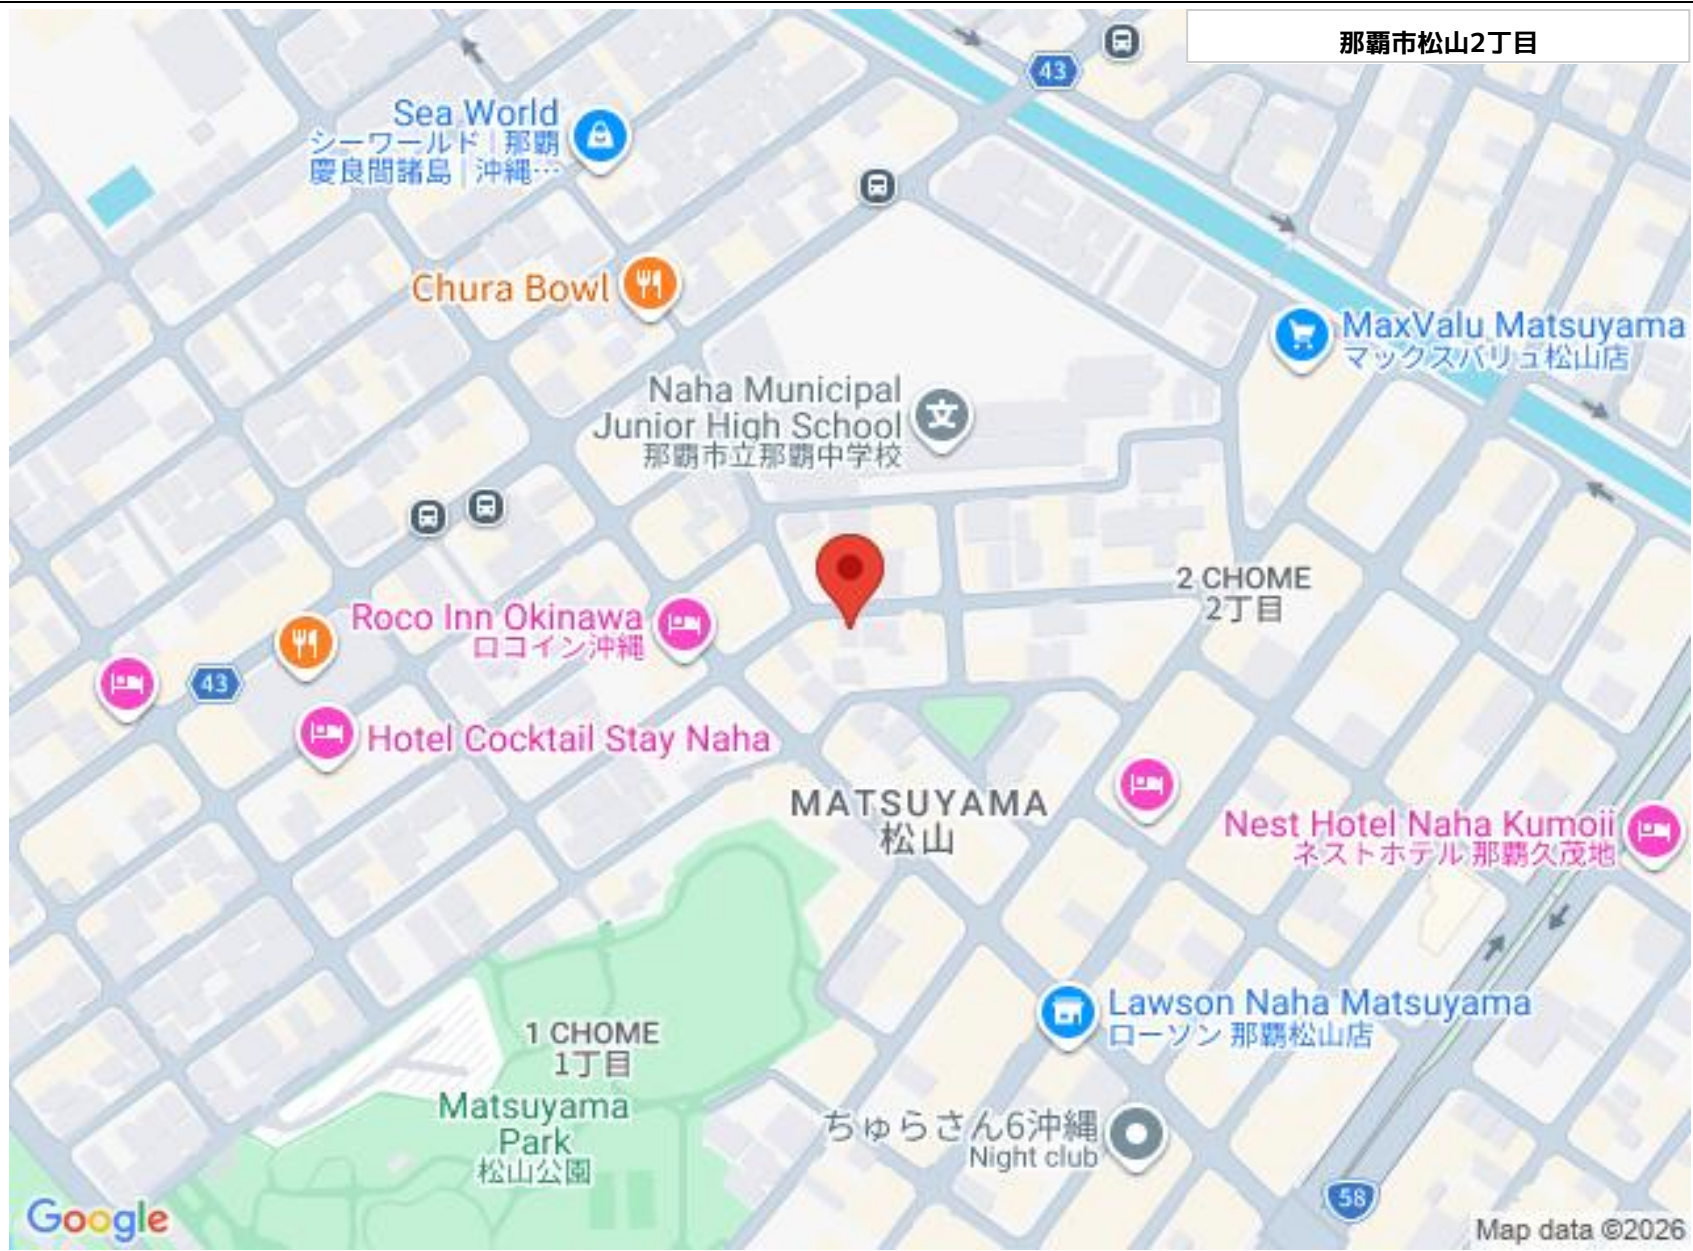 那覇市松山2丁目
43
Sea World
シーワールド｜那覇
慶良間諸島｜沖縄…
Chura Bowl
MaxValu Matsuyama
マックスバリュ松山店
Naha Municipal
Junior High School
那覇市立那覇中学校
文
2 CHOME
2丁目
Roco Inn Okinawa
ロコイン沖縄
43
Hotel Cocktail Stay Naha
MATSUYAMA
松山
Nest Hotel Naha Kumoji
ネストホテル那覇久茂地
Lawson Naha Matsuyama
ローソン 那覇松山店
1 CHOME
1丁目
Matsuyama
Park
松山公園
ちゅらさん6沖縄
Night club
58
Google
Map data ©2026